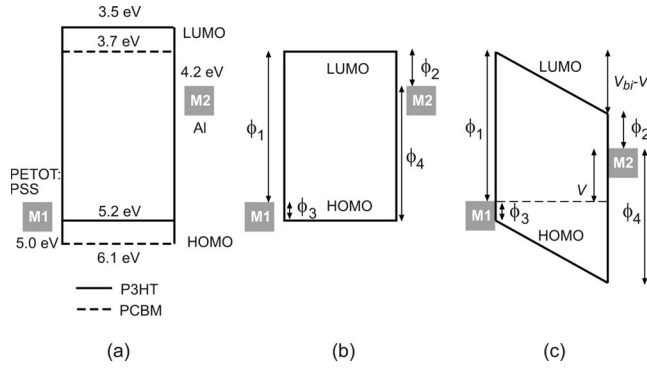 3.5 eV
LUMO
3.7 eV
4.2 eV
M2
Al
PETOT:
PSS
M1
5.2 eV
5.0 eV
HOMO
6.1 eV
P3HT
PCBM
(a)
LUMO
ϕ2
M2
ϕ1
ϕ4
M1
ϕ3
HOMO
(b)
LUMO
Vbi-V
ϕ1
ϕ2
M2
V
M1
ϕ3
ϕ4
HOMO
(c)